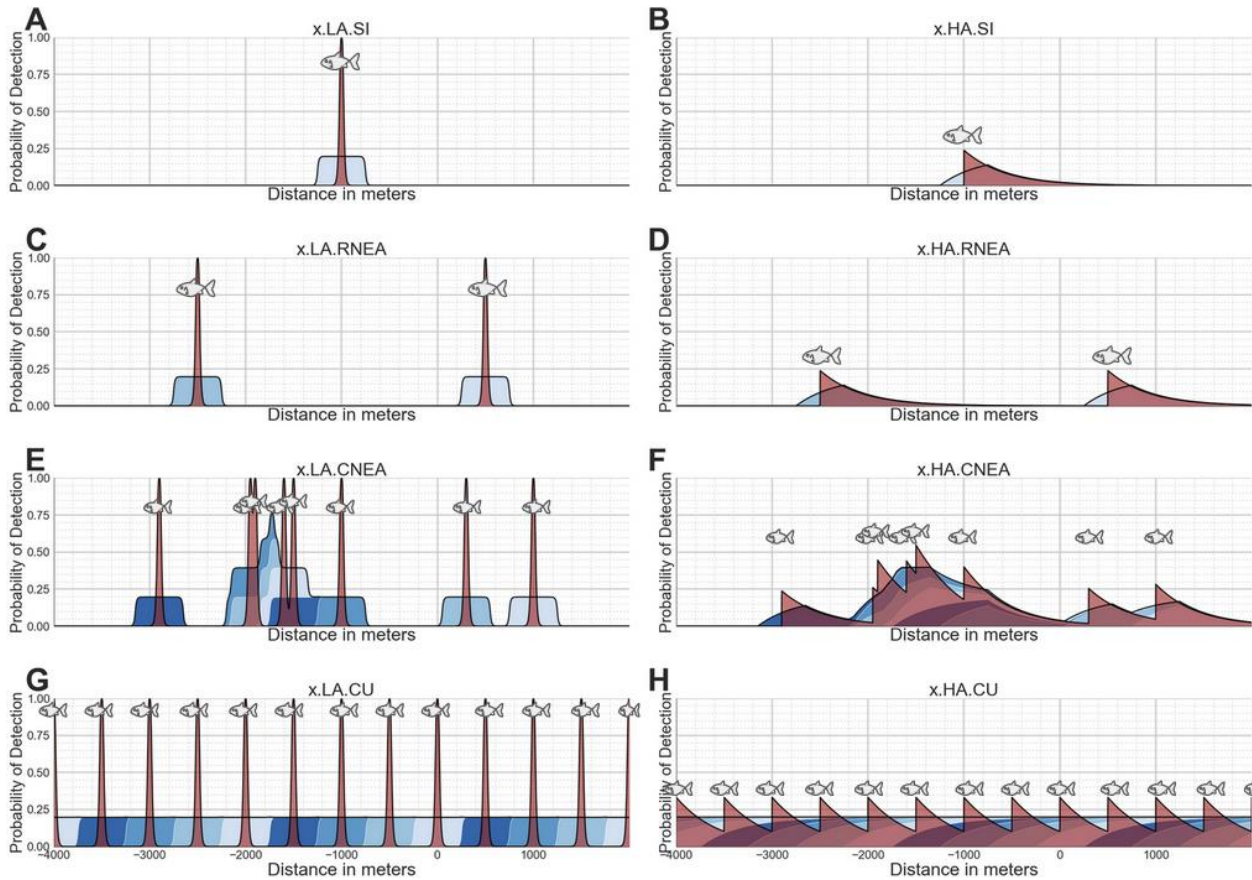 A
x.LA.SI
Probability of Detection
1.00
0.75
0.50
0.25
0.00
Distance in meters
B
x.HA.SI
Probability of Detection
Distance in meters
C
x.LA.RNEA
Probability of Detection
1.00
0.75
0.50
0.25
0.00
Distance in meters
D
x.HA.RNEA
Probability of Detection
Distance in meters
E
x.LA.CNEA
Probability of Detection
1.00
0.75
0.50
0.25
0.00
Distance in meters
F
x.HA.CNEA
Probability of Detection
Distance in meters
G
x.LA.CU
Probability of Detection
1.00
0.75
0.50
0.25
0.00
−4000 −3000 −2000 −1000 0 1000
Distance in meters
H
x.HA.CU
Probability of Detection
−4000 −3000 −2000 −1000 0 1000
Distance in meters